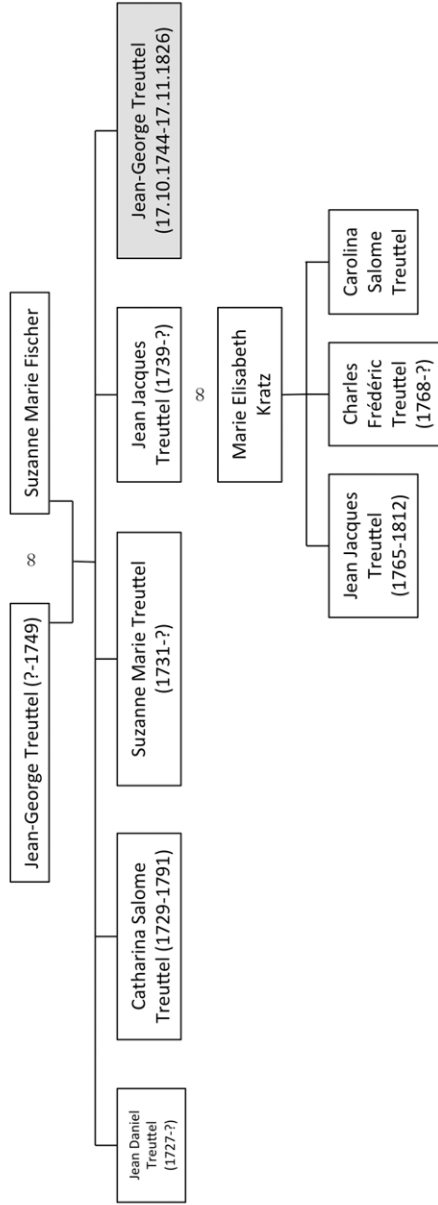 Jean-George Treuttel (?-1749)
∞
Suzanne Marie Fischer
Jean Daniel
Treuttel
(1727-?)
Catharina Salome
Treuttel (1729-1791)
Suzanne Marie Treuttel
(1731-?)
Jean Jacques
Treuttel (1739-?)
Jean-George Treuttel
(17.10.1744-17.11.1826)
∞
Marie Elisabeth
Kratz
Jean Jacques
Treuttel
(1765-1812)
Charles
Frédéric
Treuttel
(1768-?)
Carolina
Salome
Treuttel